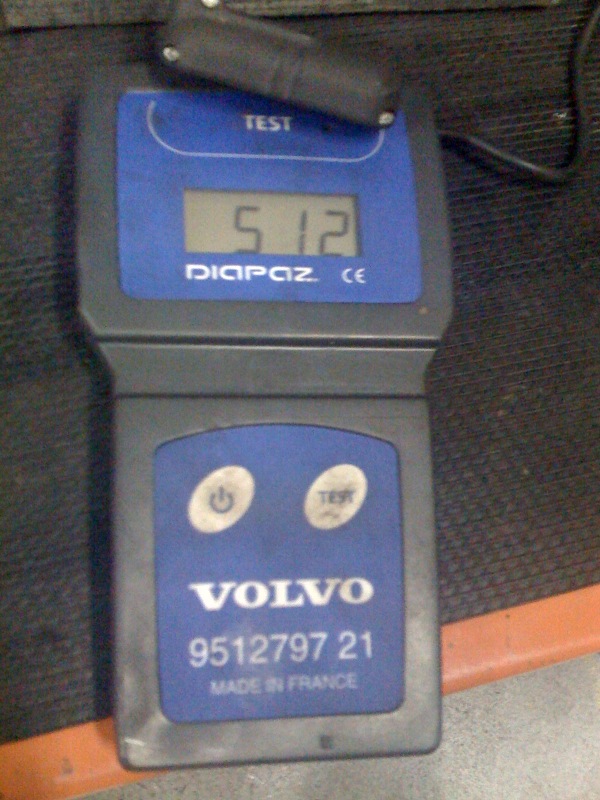 TEST
512
DIAPAZ CE
TEST
VOLVO
9512797 21
MADE IN FRANCE